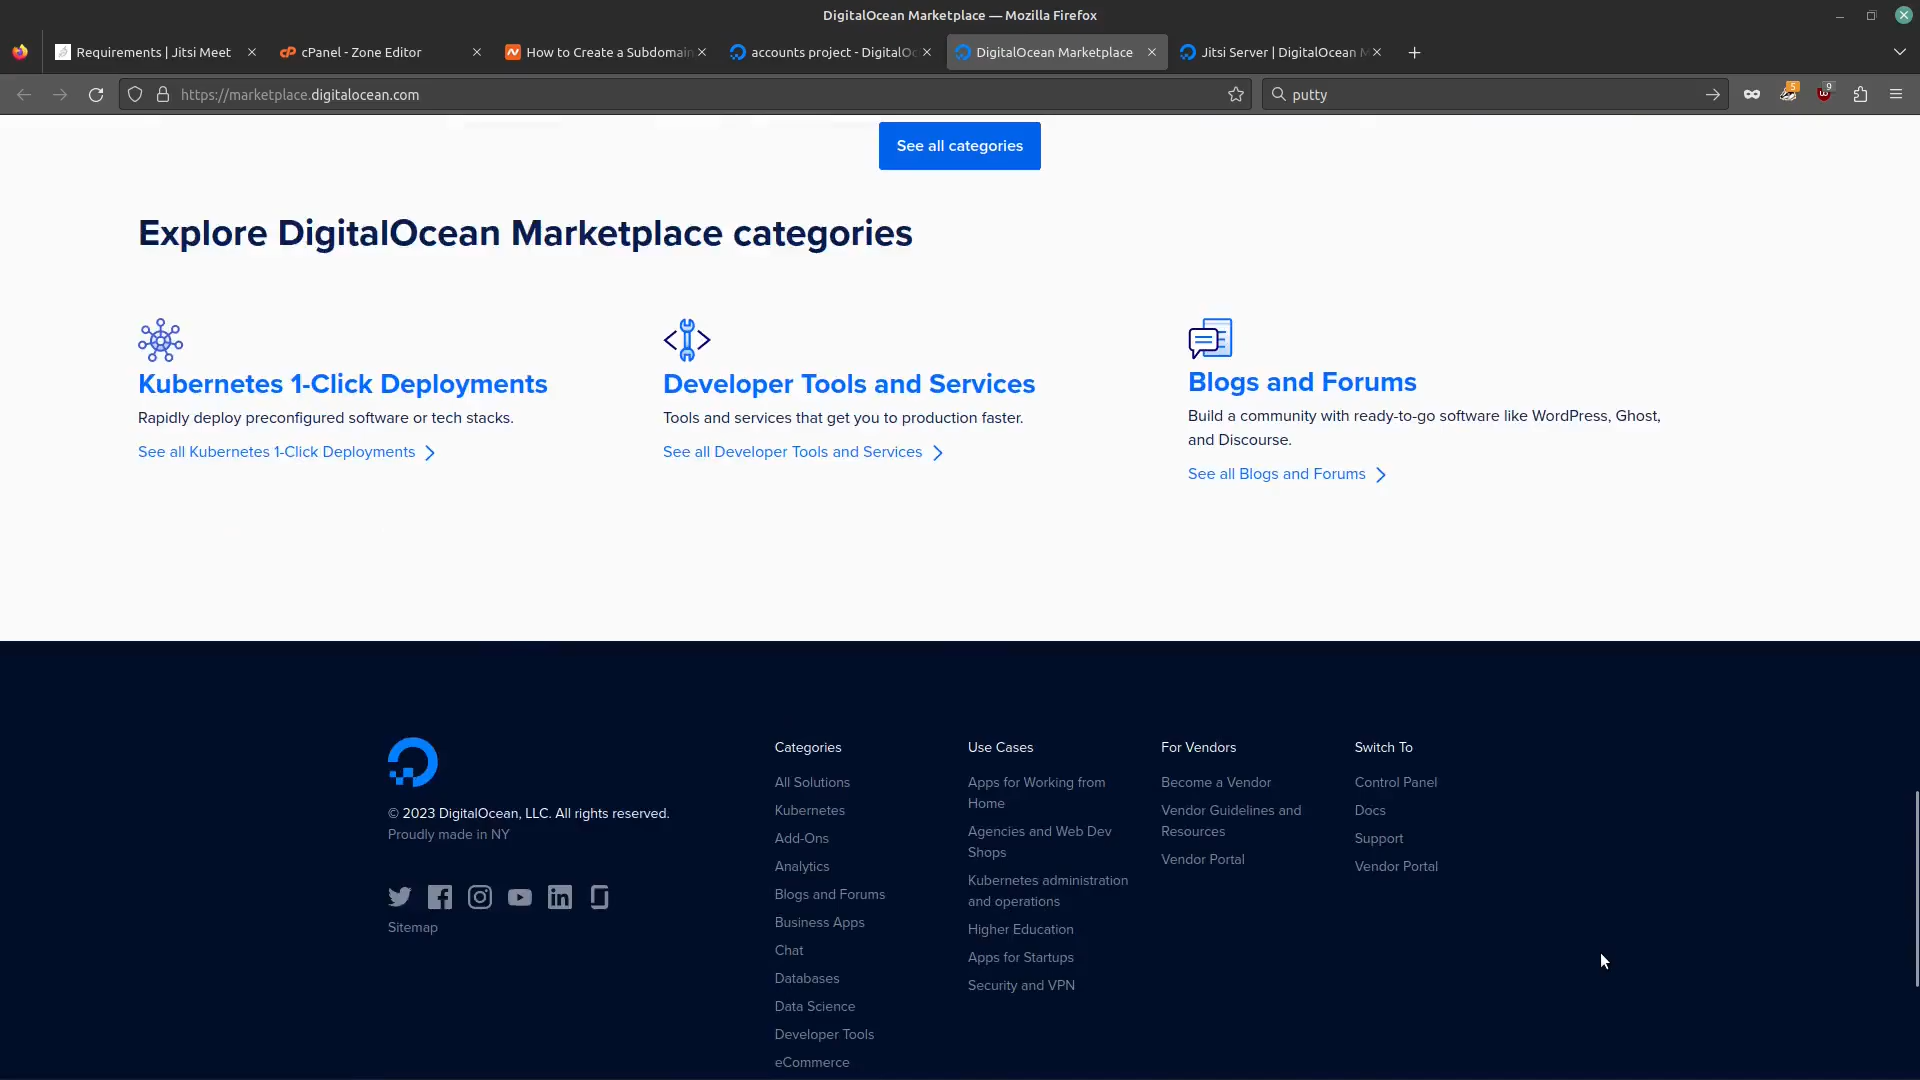 DigitalOcean Marketplace — Mozilla Firefox
Requirements | Jitsi Meet
cPanel - Zone Editor
How to Create a Subdomain
accounts project - DigitalOc
DigitalOcean Marketplace
Jitsi Server | DigitalOcean M
https://marketplace.digitalocean.com
putty
5
9
See all categories
Explore DigitalOcean Marketplace categories
Kubernetes 1-Click Deployments
Rapidly deploy preconfigured software or tech stacks.
See all Kubernetes 1-Click Deployments
Developer Tools and Services
Tools and services that get you to production faster.
See all Developer Tools and Services
Blogs and Forums
Build a community with ready-to-go software like WordPress, Ghost,
and Discourse.
See all Blogs and Forums
© 2023 DigitalOcean, LLC. All rights reserved.
Proudly made in NY
Sitemap
Categories
All Solutions
Kubernetes
Add-Ons
Analytics
Blogs and Forums
Business Apps
Chat
Databases
Data Science
Developer Tools
eCommerce
Use Cases
Apps for Working from
Home
Agencies and Web Dev
Shops
Kubernetes administration
and operations
Higher Education
Apps for Startups
Security and VPN
For Vendors
Become a Vendor
Vendor Guidelines and
Resources
Vendor Portal
Switch To
Control Panel
Docs
Support
Vendor Portal